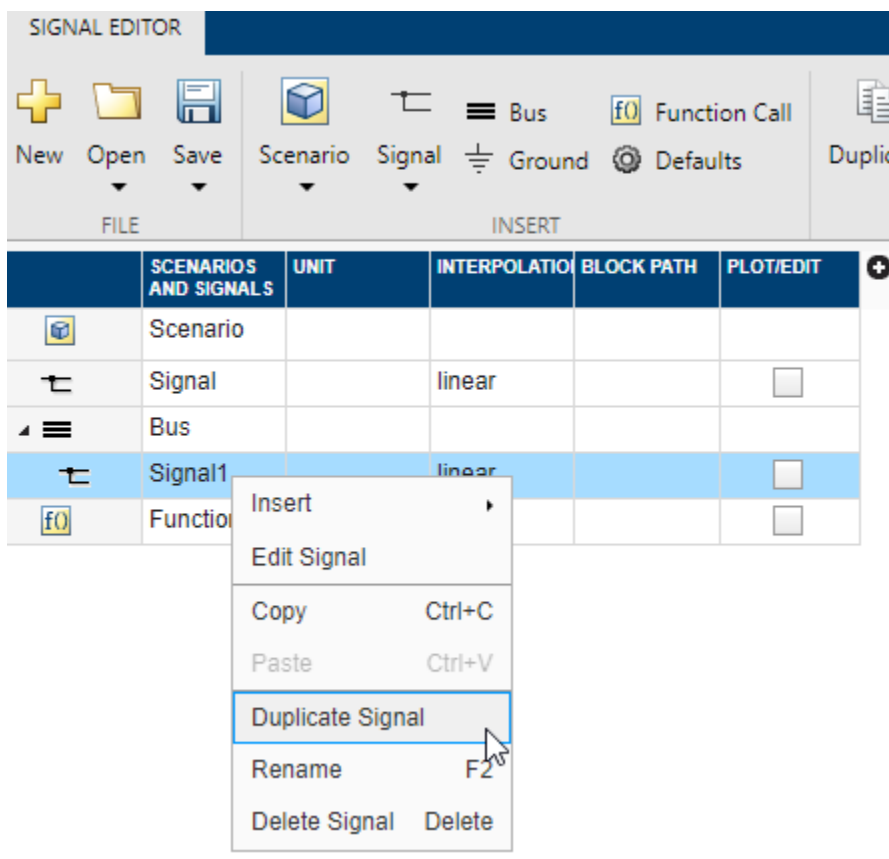 SIGNAL EDITOR
New Open Save Scenario Signal Bus f() Function Call
Ground Defaults Duplic
FILE INSERT
SCENARIOS AND SIGNALS UNIT INTERPOLATIO BLOCK PATH PLOT/EDIT
Scenario
Signal linear
Bus
Signal1 linear
f() Function
Insert
Edit Signal
Copy Ctrl+C
Paste Ctrl+V
Duplicate Signal
Rename F2
Delete Signal Delete